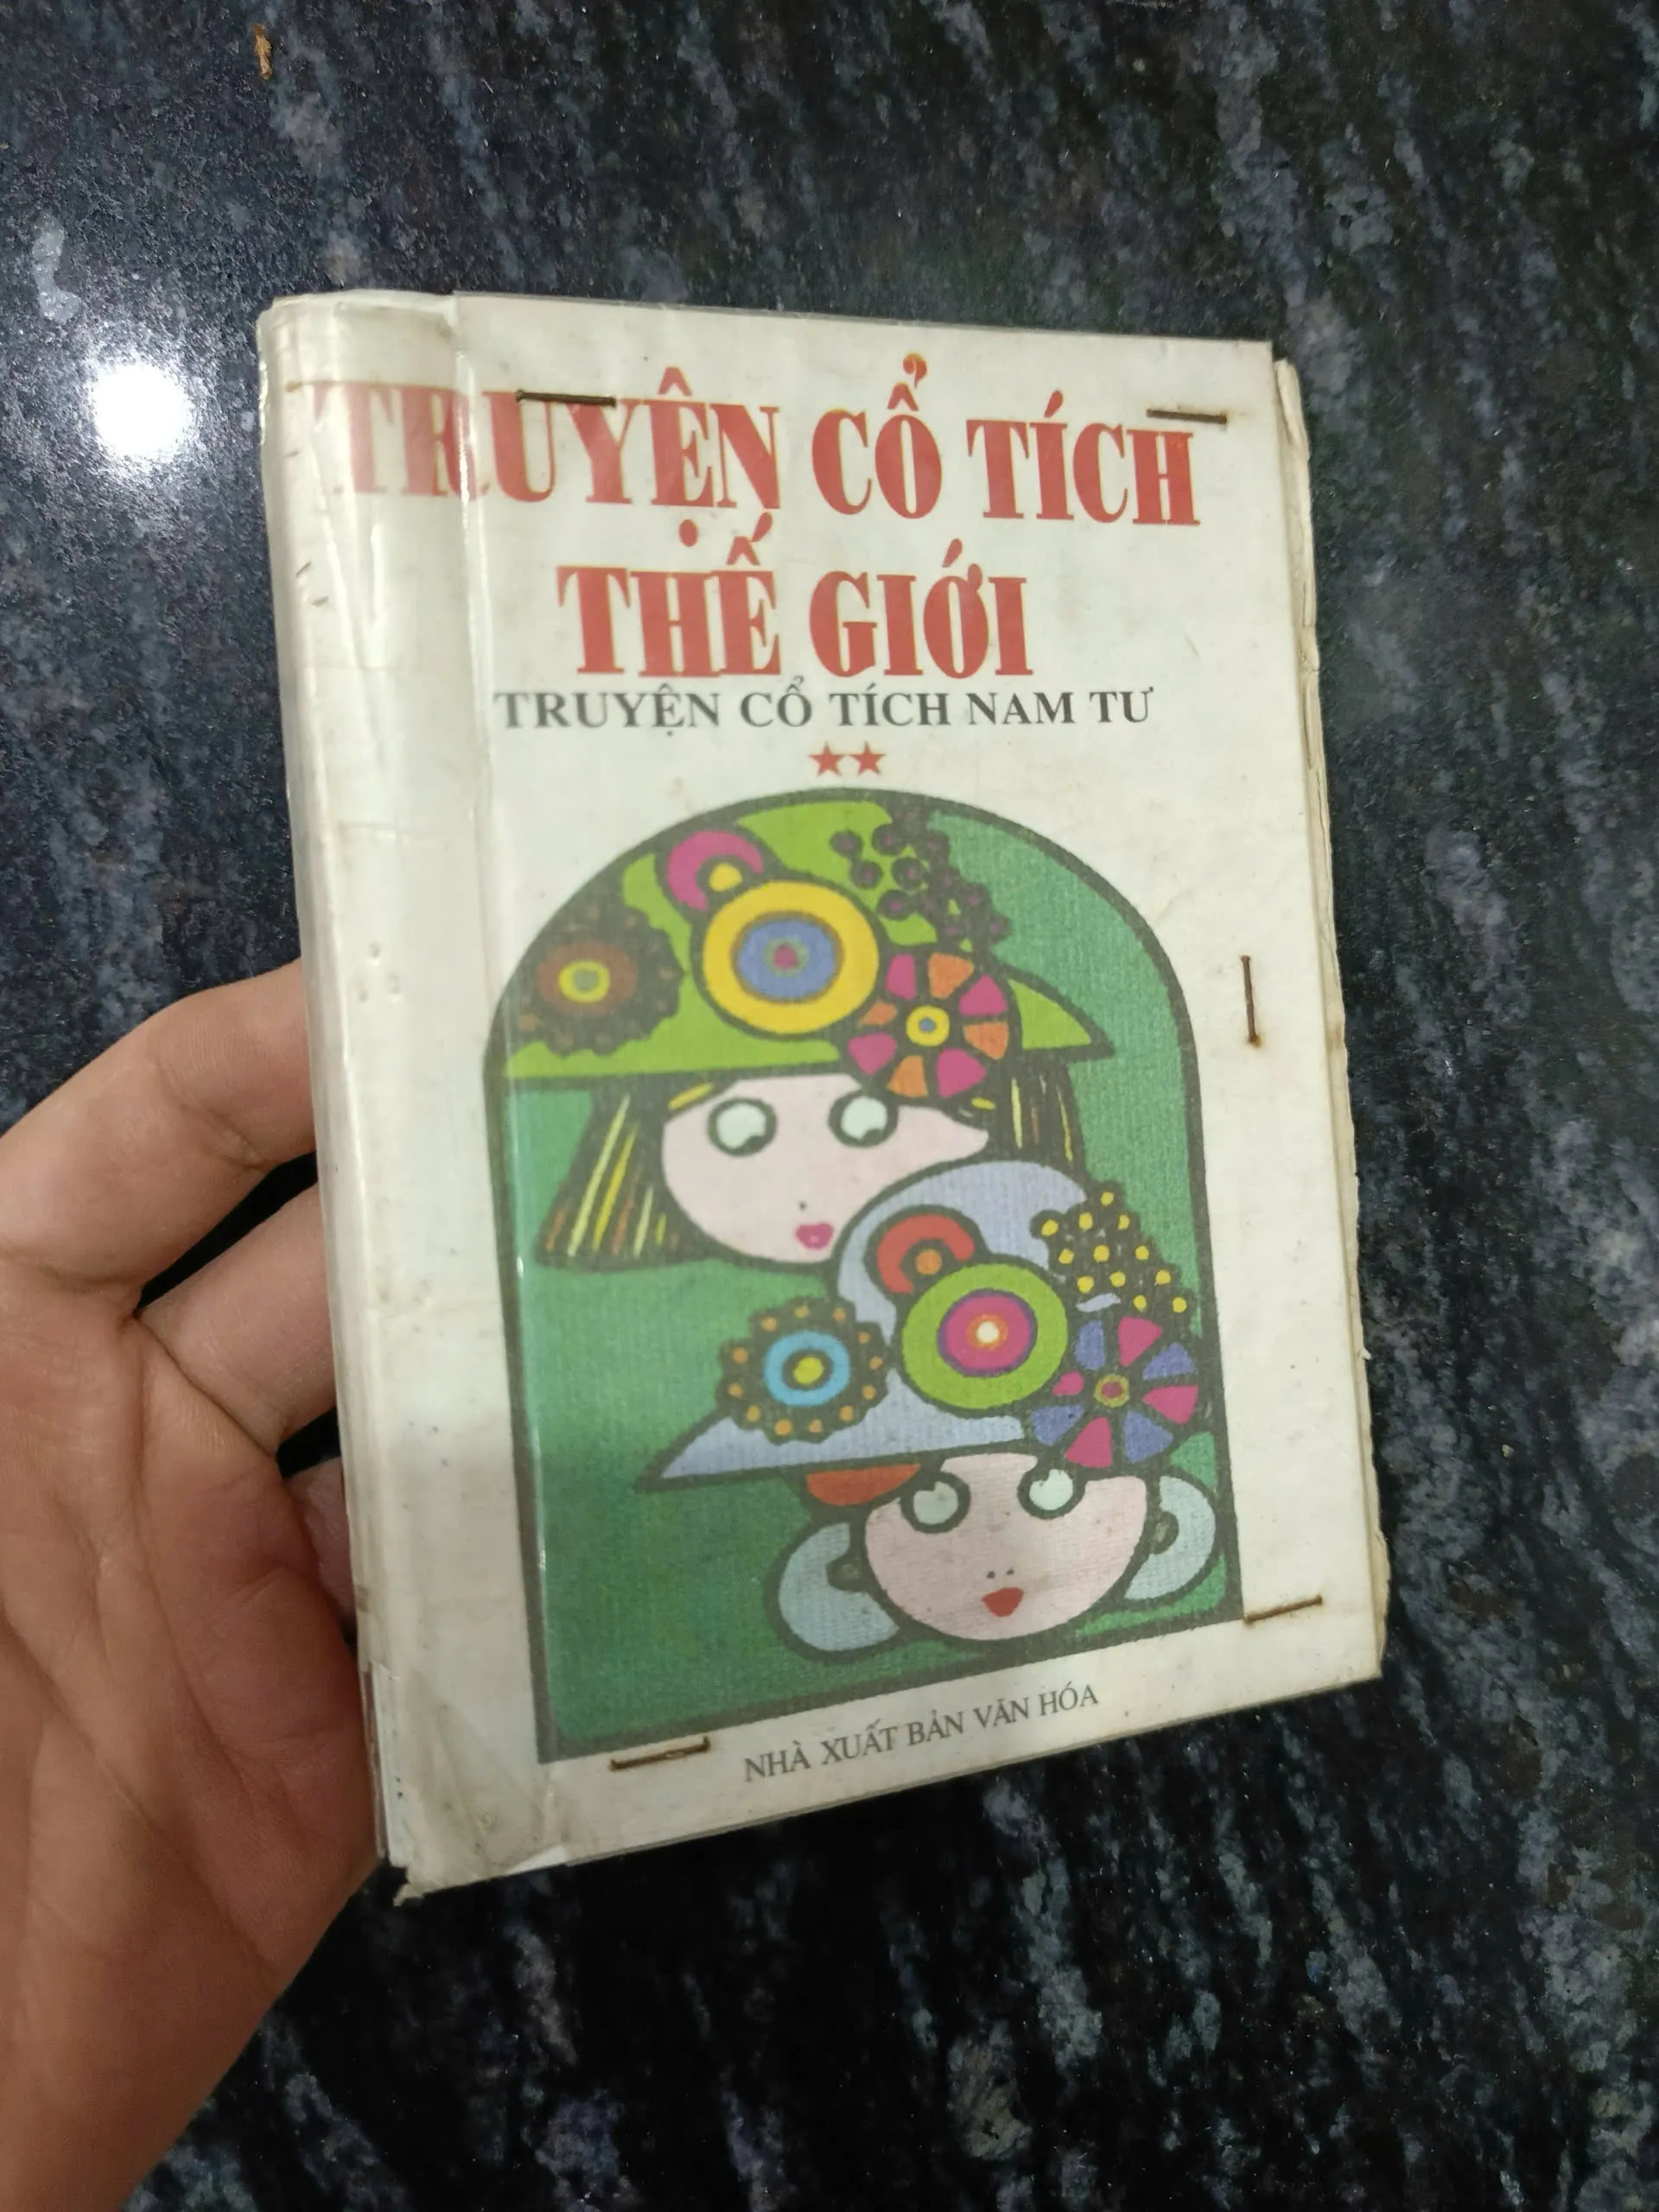 TRUYỆN CỔ TÍCH
THẾ GIỚI
TRUYỆN CỔ TÍCH NAM TƯ
★★
NHÀ XUẤT BẢN VĂN HÓA